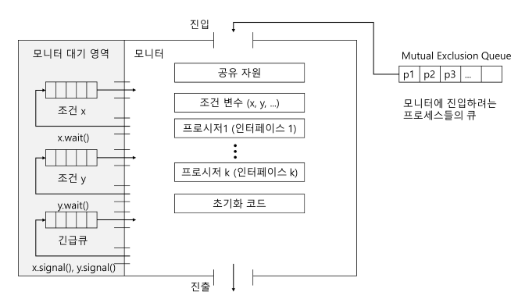 진입
모니터 대기 영역
모니터
Mutual Exclusion Queue
p1 p2 p3 ...
모니터에 진입하려는
프로세스들의 큐
공유 자원
조건 변수 (x, y, ...)
프로시저1 (인터페이스 1)
프로시저 k (인터페이스 k)
초기화 코드
조건 x
x.wait()
조건 y
y.wait()
긴급큐
x.signal(), y.signal()
진출